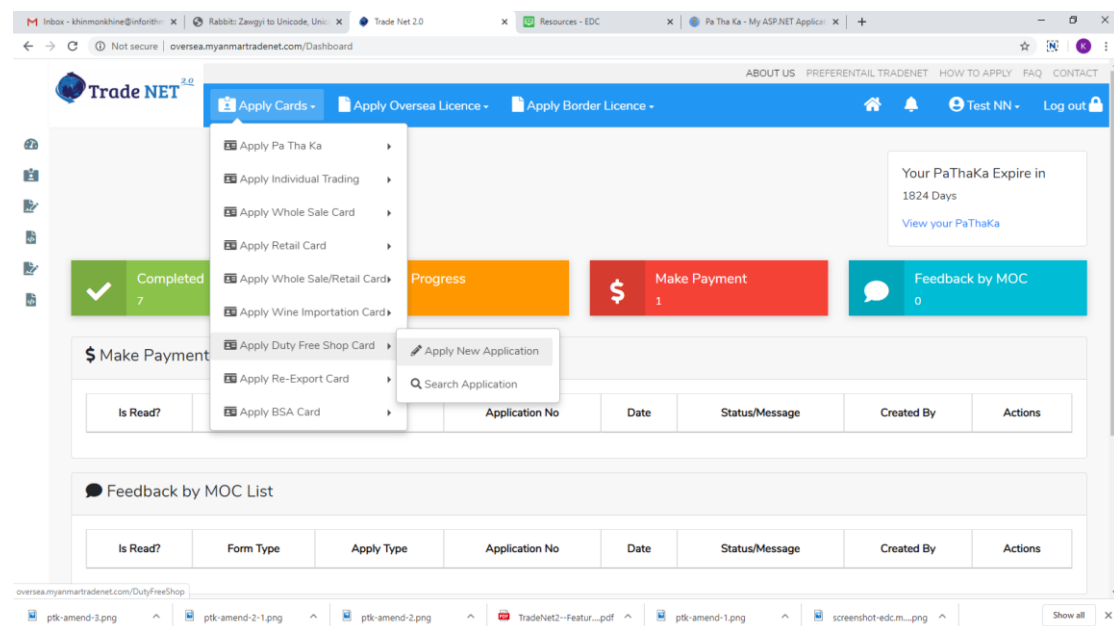 Inbox - khinmonkhine@inforithm
Rabbit: Zawgyi to Unicode, Unic
Trade Net 2.0
Resources - EDC
Pa Tha Ka - My ASP.NET Applicat
Not secure | oversea.myanmartradenet.com/Dashboard
K
ABOUT US PREFERENTAIL TRADENET HOW TO APPLY FAQ CONTACT
Trade NET 2.0
Apply Cards
Apply Oversea Licence
Apply Border Licence
Test NN
Log out
Apply Pa Tha Ka
Apply Individual Trading
Apply Whole Sale Card
Apply Retail Card
Apply Whole Sale/Retail Card
Apply Wine Importation Card
Apply Duty Free Shop Card
Apply Re-Export Card
Apply BSA Card
Apply New Application
Search Application
Your PaThaKa Expire in
1824 Days
View your PaThaKa
Completed
7
Progress
Make Payment
1
Feedback by MOC
0
$ Make Payment
Is Read? Application No Date Status/Message Created By Actions
Feedback by MOC List
Is Read? Form Type Apply Type Application No Date Status/Message Created By Actions
oversea.myanmartradenet.com/DutyFreeShop
ptk-amend-3.png
ptk-amend-2-1.png
ptk-amend-2.png
TradeNet2--Featur....pdf
ptk-amend-1.png
screenshot-edc.m....png
Show all